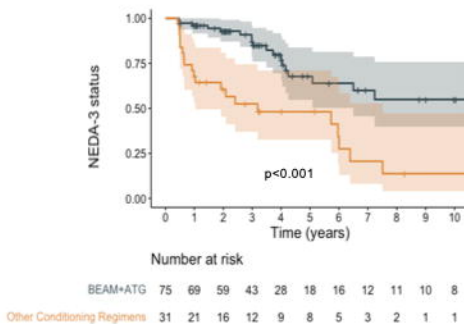 NEDA-3 status
1.00
0.75
0.50
0.25
0.00
p<0.001
0 1 2 3 4 5 6 7 8 9 10
Time (years)
Number at risk
BEAM+ATG 75 69 59 43 28 18 16 12 11 10 8
Other Conditioning Regimens 31 21 16 12 9 8 5 3 2 1 1